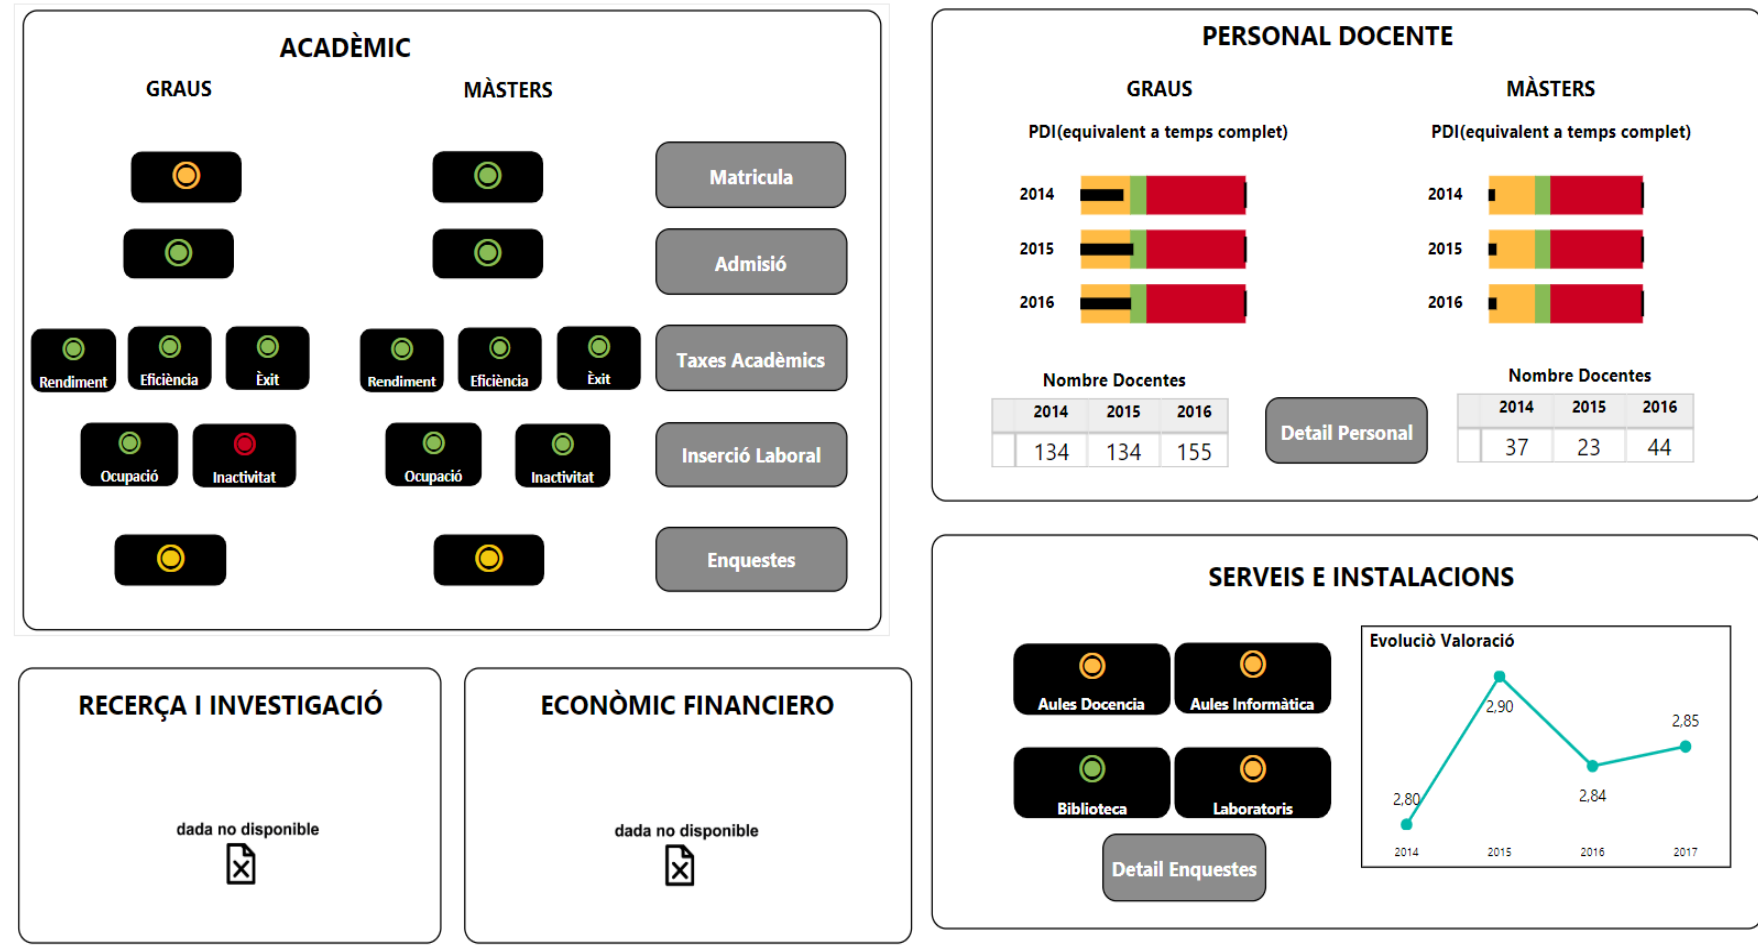 ACADÈMIC
GRAUS MÀSTERS
Matricula
Admisió
Rendiment Eficiència Èxit Rendiment Eficiència Èxit Taxes Acadèmics
Ocupació Inactivitat Ocupació Inactivitat Inserció Laboral
Enquestes
PERSONAL DOCENTE
GRAUS MÀSTERS
PDI(equivalent a temps complet) PDI(equivalent a temps complet)
2014 2014
2015 2015
2016 2016
Nombre Docentes
2014 2015 2016
134 134 155
Detail Personal
Nombre Docentes
2014 2015 2016
37 23 44
RECERÇA I INVESTIGACIÓ
dada no disponible
ECONÒMIC FINANCIERO
dada no disponible
SERVEIS E INSTALACIONS
Aules Docencia Aules Informàtica
Biblioteca Laboratoris
Detail Enquestes
Evoluciò Valoració
2,80 2,90 2,84 2,85
2014 2015 2016 2017